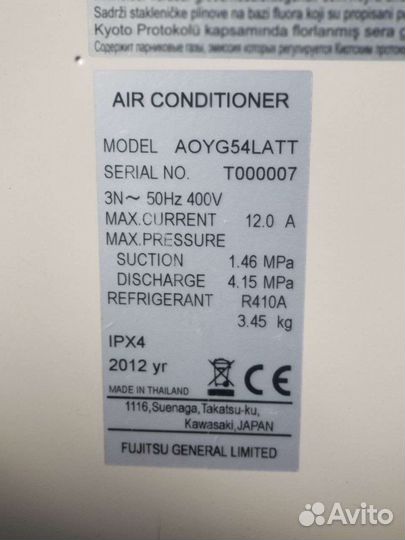 Sadrži stakleničke plinove na bazi fluora koji su propisani p
Kyoto Protokolü kapsamında florlanmış sera g
Содержит парниковые газы, эмиссия которых регулируется Киотским проток
AIR CONDITIONER
MODEL AOYG54LATT
SERIAL NO. T000007
3N～ 50Hz 400V
MAX.CURRENT 12.0 A
MAX.PRESSURE
SUCTION 1.46 MPa
DISCHARGE 4.15 MPa
REFRIGERANT R410A
3.45 kg
IPX4
2012 yr
CE
MADE IN THAILAND
1116,Suenaga,Takatsu-ku,
Kawasaki,JAPAN
FUJITSU GENERAL LIMITED
Avito